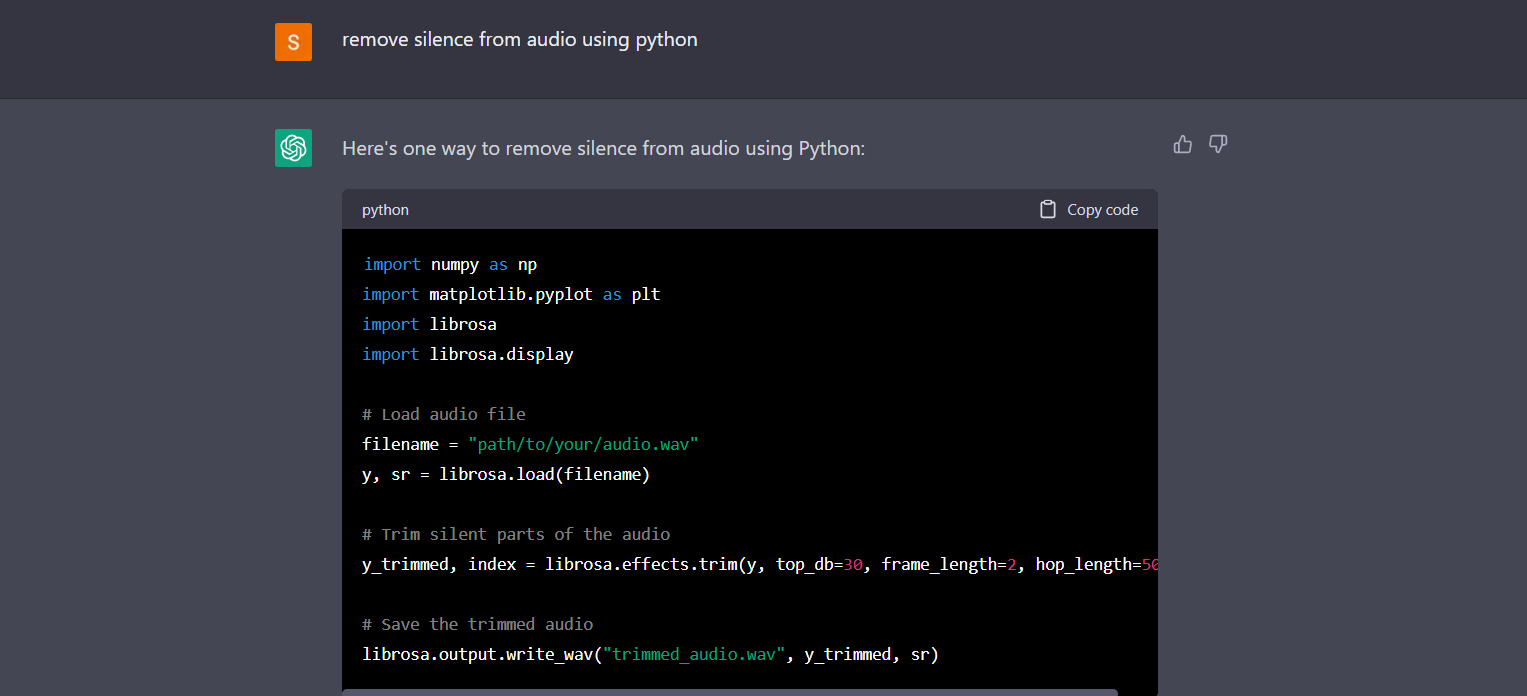 S
remove silence from audio using python
Here's one way to remove silence from audio using Python:
python
Copy code
import numpy as np
import matplotlib.pyplot as plt
import librosa
import librosa.display
# Load audio file
filename = "path/to/your/audio.wav"
y, sr = librosa.load(filename)
# Trim silent parts of the audio
y_trimmed, index = librosa.effects.trim(y, top_db=30, frame_length=2, hop_length=50
# Save the trimmed audio
librosa.output.write_wav("trimmed_audio.wav", y_trimmed, sr)